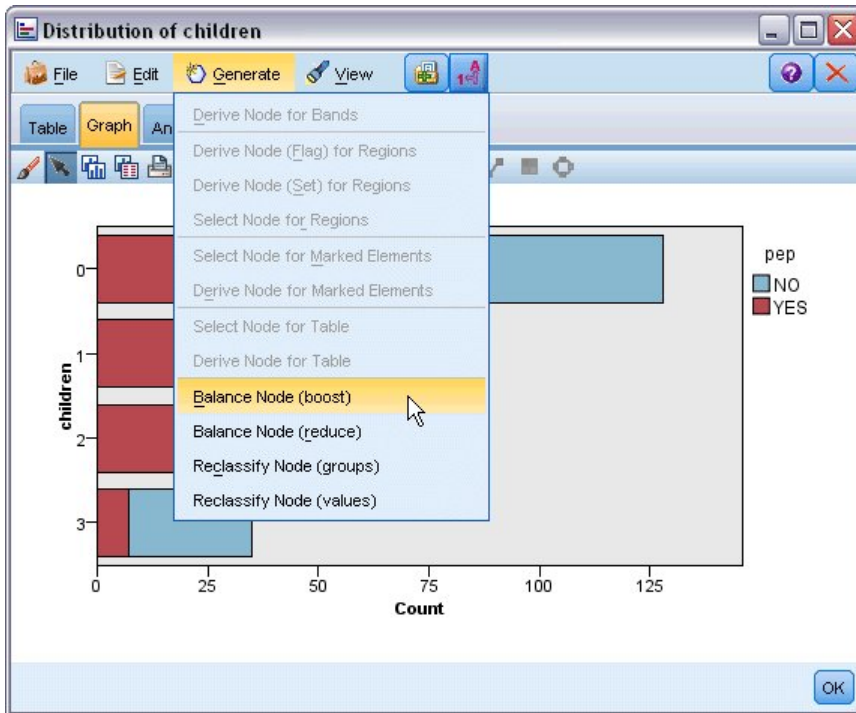 Distribution of children
File Edit Generate View
Table Graph An
Derive Node for Bands
Derive Node (Flag) for Regions
Derive Node (Set) for Regions
Select Node for Regions
Select Node for Marked Elements
Derive Node for Marked Elements
Select Node for Table
Derive Node for Table
Balance Node (boost)
Balance Node (reduce)
Reclassify Node (groups)
Reclassify Node (values)
pep
NO
YES
children
0
1
2
3
0 25 50 75 100 125
Count
OK